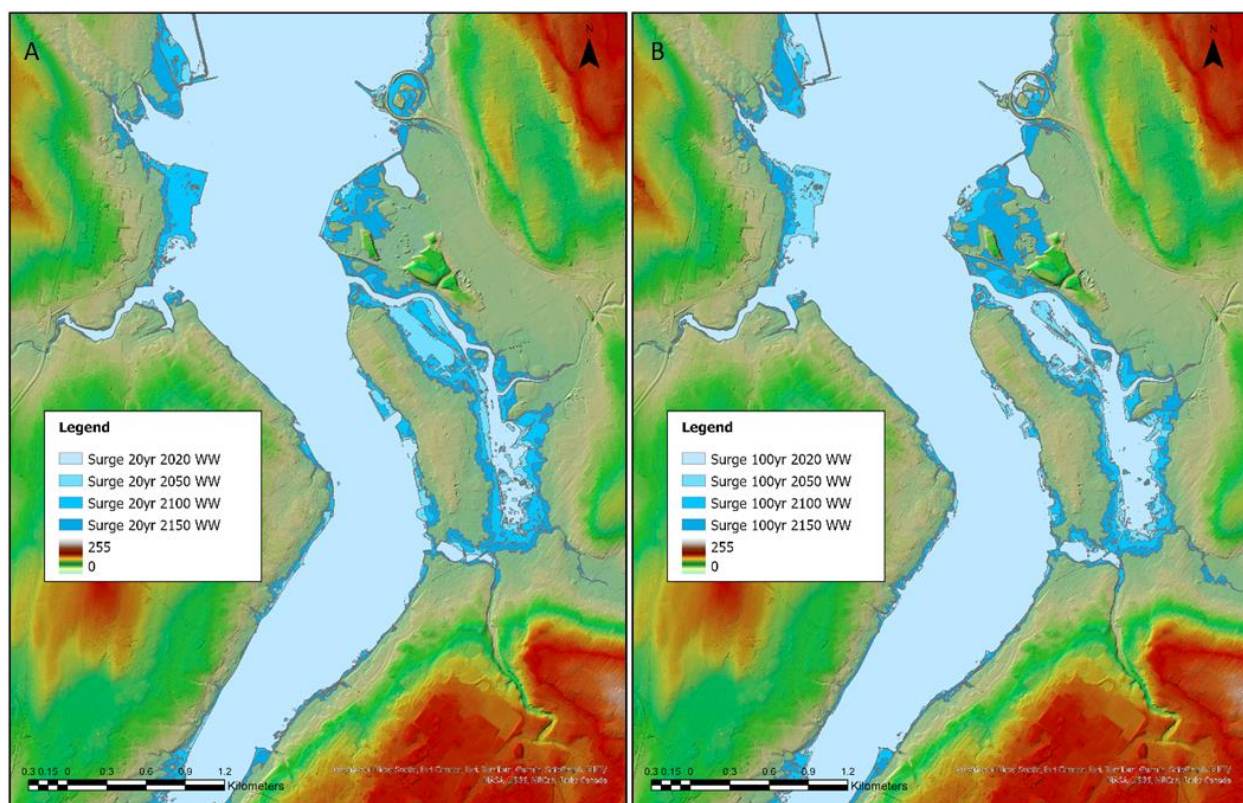 A
N
Legend
Surge 20yr 2020 WW
Surge 20yr 2050 WW
Surge 20yr 2100 WW
Surge 20yr 2150 WW
255
0
0.3 0.15 0 0.3 0.6 0.9 1.2
Kilometers
B
N
Legend
Surge 100yr 2020 WW
Surge 100yr 2050 WW
Surge 100yr 2100 WW
Surge 100yr 2150 WW
255
0
0.3 0.15 0 0.3 0.6 0.9 1.2
Kilometers